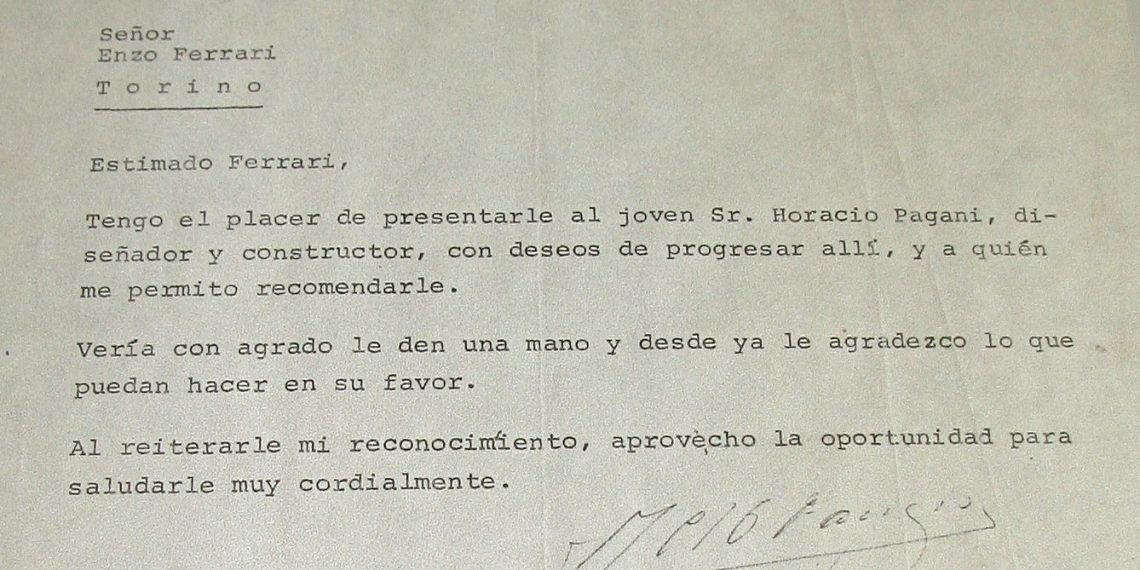 Señor
Enzo Ferrari
T o r i n o
Estimado Ferrari,
Tengo el placer de presentarle al joven Sr. Horacio Pagani, di-
señador y constructor, con deseos de progresar allí, y a quién
me permito recomendarle.
Vería con agrado le den una mano y desde ya le agradezco lo que
puedan hacer en su favor.
Al reiterarle mi reconocimiento, aprovecho la oportunidad para
saludarle muy cordialmente.